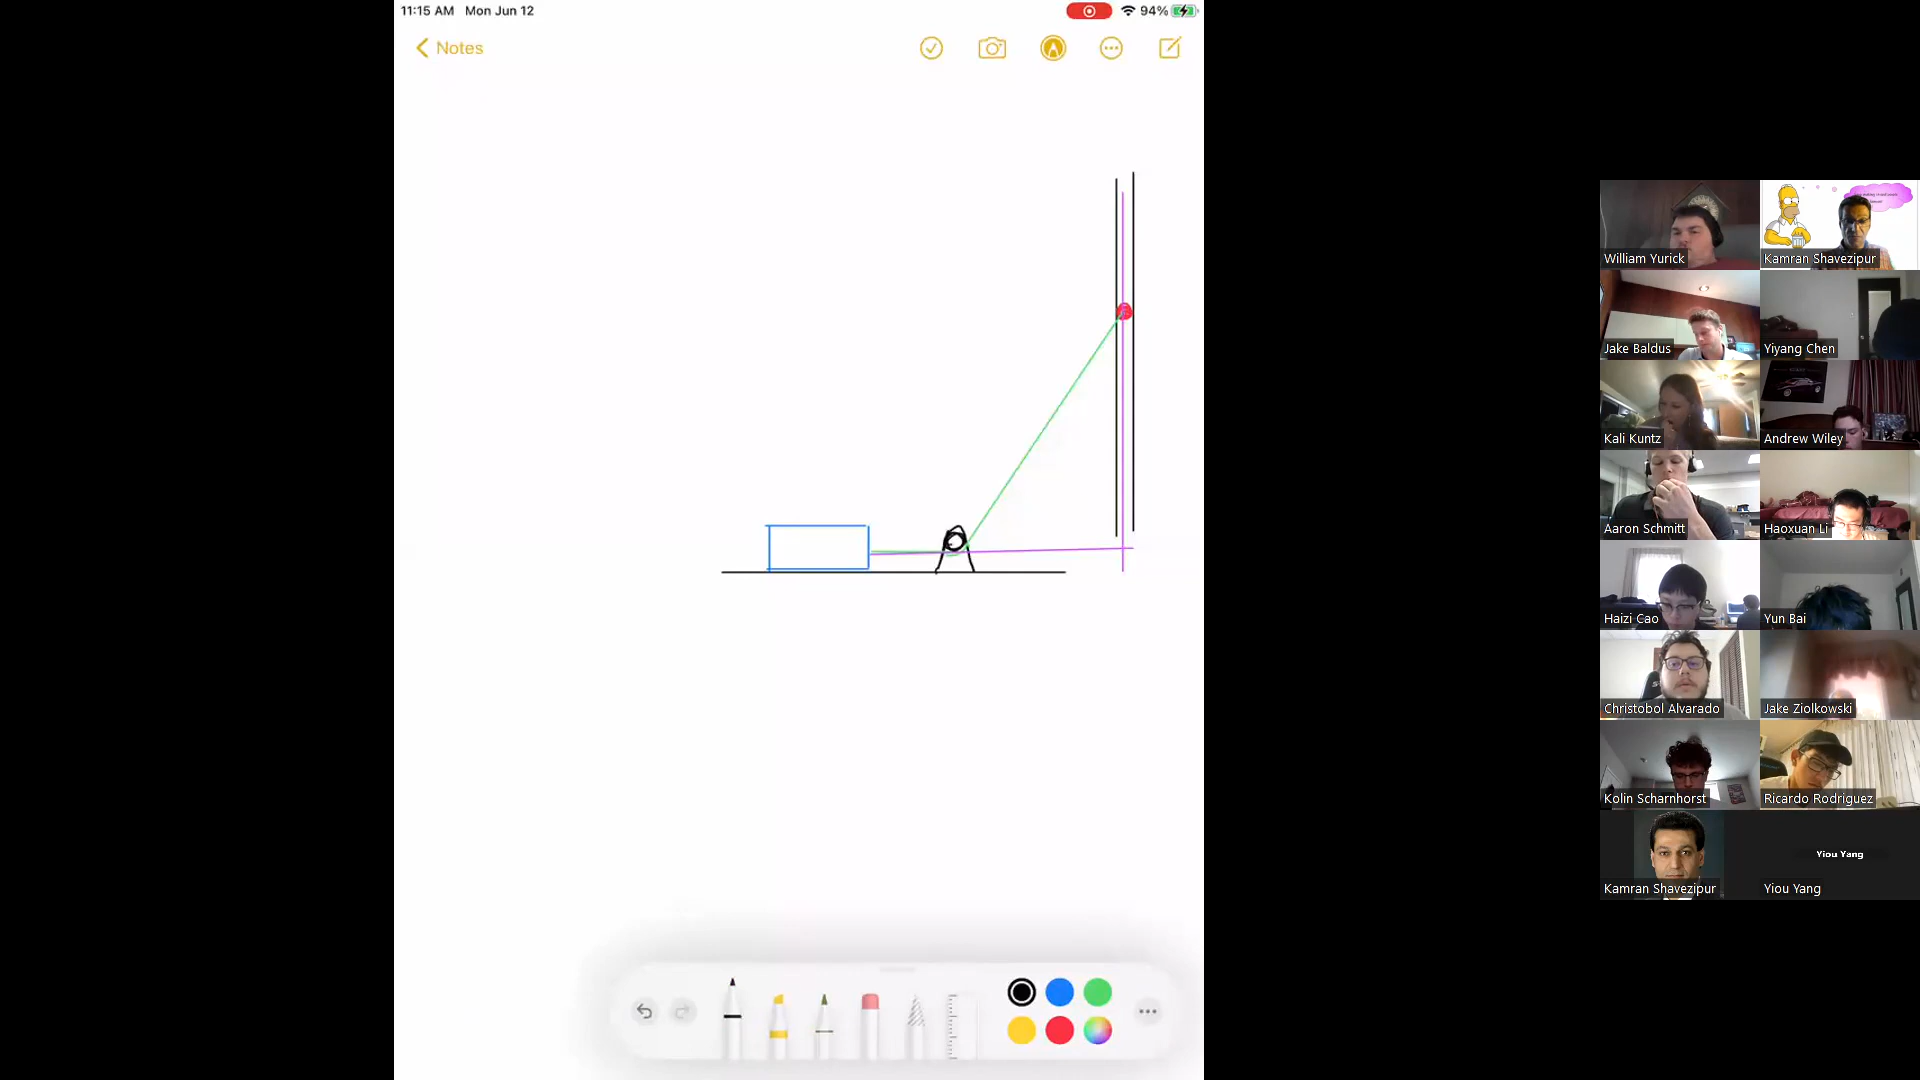 11:15 AM Mon Jun 12
94%
Notes
William Yurick
Kamran Shavezipur
Jake Baldus
Yiyang Chen
Kali Kuntz
Andrew Wiley
Aaron Schmitt
Haoxuan Li
Haizi Cao
Yun Bai
Christobol Alvarado
Jake Ziolkowski
Kolin Scharnhorst
Ricardo Rodriguez
Kamran Shavezipur
Yiou Yang
Yiou Yang